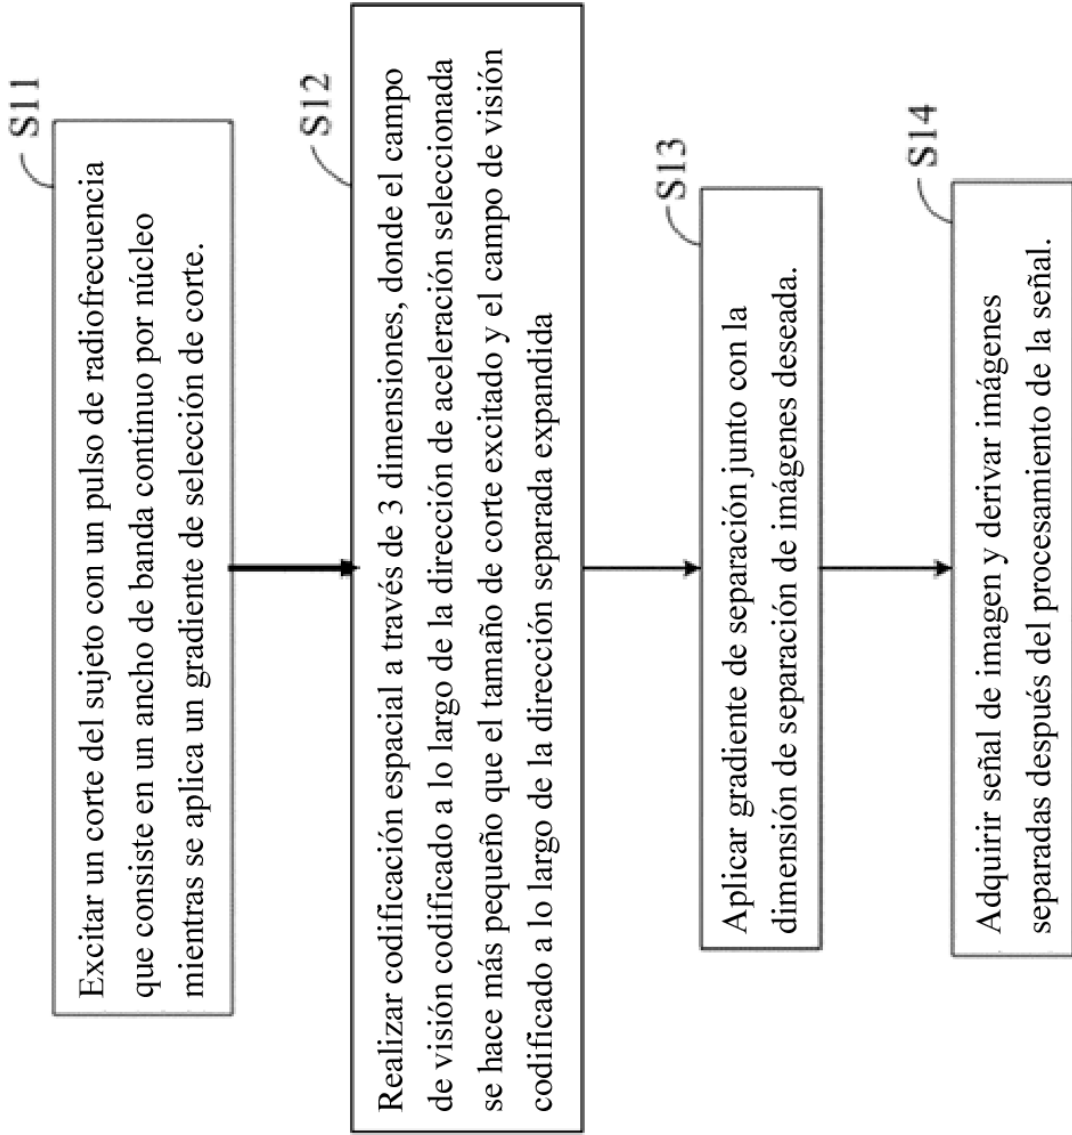 S11
Excitar un corte del sujeto con un pulso de radiofrecuencia
que consiste en un ancho de banda continuo por núcleo
mientras se aplica un gradiente de selección de corte.
S12
Realizar codificación espacial a través de 3 dimensiones, donde el campo
de visión codificado a lo largo de la dirección de aceleración seleccionada
se hace más pequeño que el tamaño de corte excitado y el campo de visión
codificado a lo largo de la dirección separada expandida
S13
Aplicar gradiente de separación junto con la
dimensión de separación de imágenes deseada.
S14
Adquirir señal de imagen y derivar imágenes
separadas después del procesamiento de la señal.